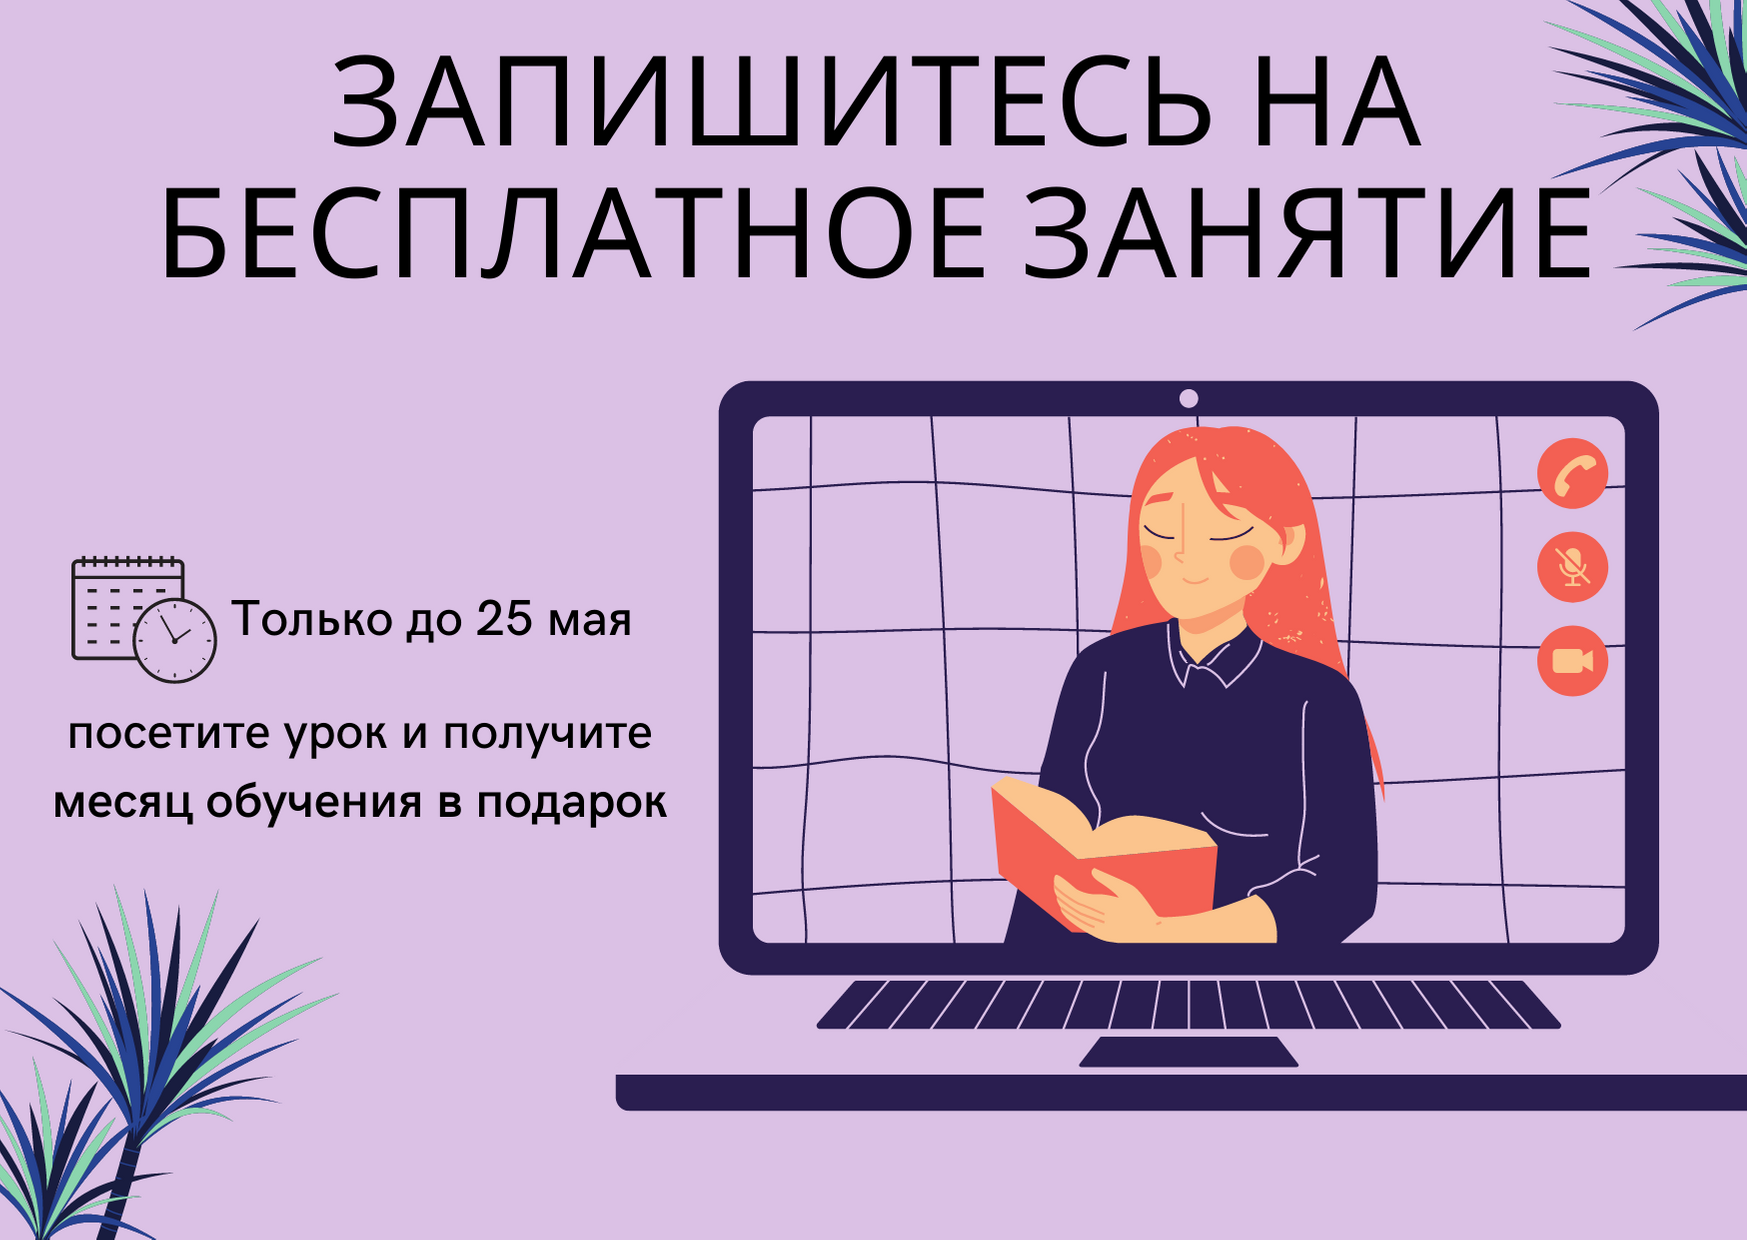 ЗАПИШИТЕСЬ НА
БЕСПЛАТНОЕ ЗАНЯТИЕ
Только до 25 мая
посетите урок и получите
месяц обучения в подарок